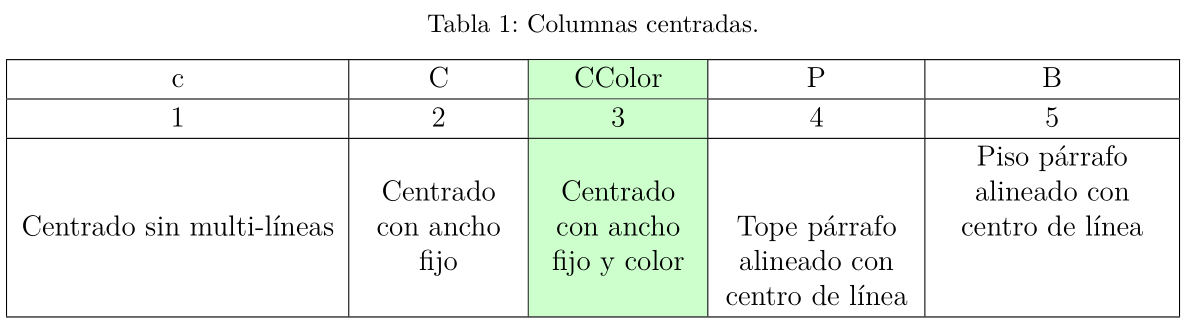 Tabla 1: Columnas centradas.
c C CColor P B
1 2 3 4 5
Centrado sin multi-líneas
Centrado
con ancho
fijo
Centrado
con ancho
fijo y color
Tope párrafo
alineado con
centro de línea
Piso párrafo
alineado con
centro de línea